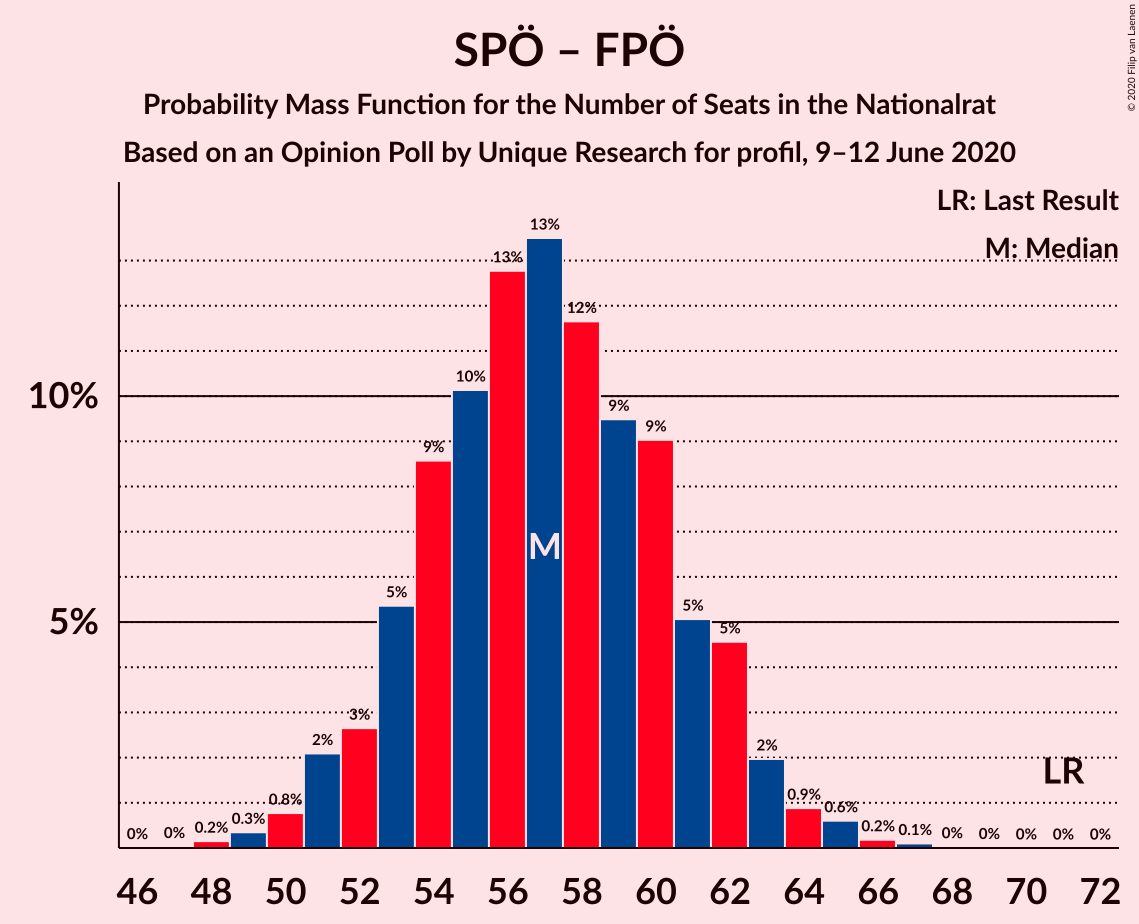 SPÖ – FPÖ
Probability Mass Function for the Number of Seats in the Nationalrat
Based on an Opinion Poll by Unique Research for profil, 9–12 June 2020
© 2020 Filip van Laenen
LR: Last Result
M: Median
10%
5%
0% 0% 0.2% 0.3% 0.8% 2% 3% 5% 9% 10% 13% 13% 12% 9% 9% 5% 5% 2% 0.9% 0.6% 0.2% 0.1% 0% 0% 0% 0% 0%
M
LR
46 48 50 52 54 56 58 60 62 64 66 68 70 72